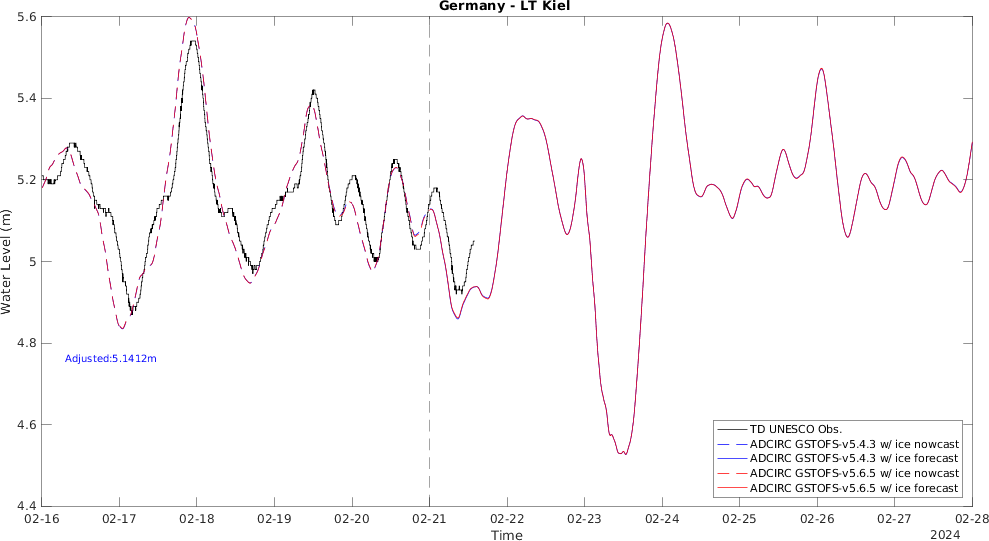 Germany - LT Kiel
5.6
5.4
5.2
5
4.8
4.6
4.4
Water Level (m)
Adjusted:5.1412m
TD UNESCO Obs.
ADCIRC GSTOFS-v5.4.3 w/ ice nowcast
ADCIRC GSTOFS-v5.4.3 w/ ice forecast
ADCIRC GSTOFS-v5.6.5 w/ ice nowcast
ADCIRC GSTOFS-v5.6.5 w/ ice forecast
02-16 02-17 02-18 02-19 02-20 02-21 02-22 02-23 02-24 02-25 02-26 02-27 02-28
Time
2024